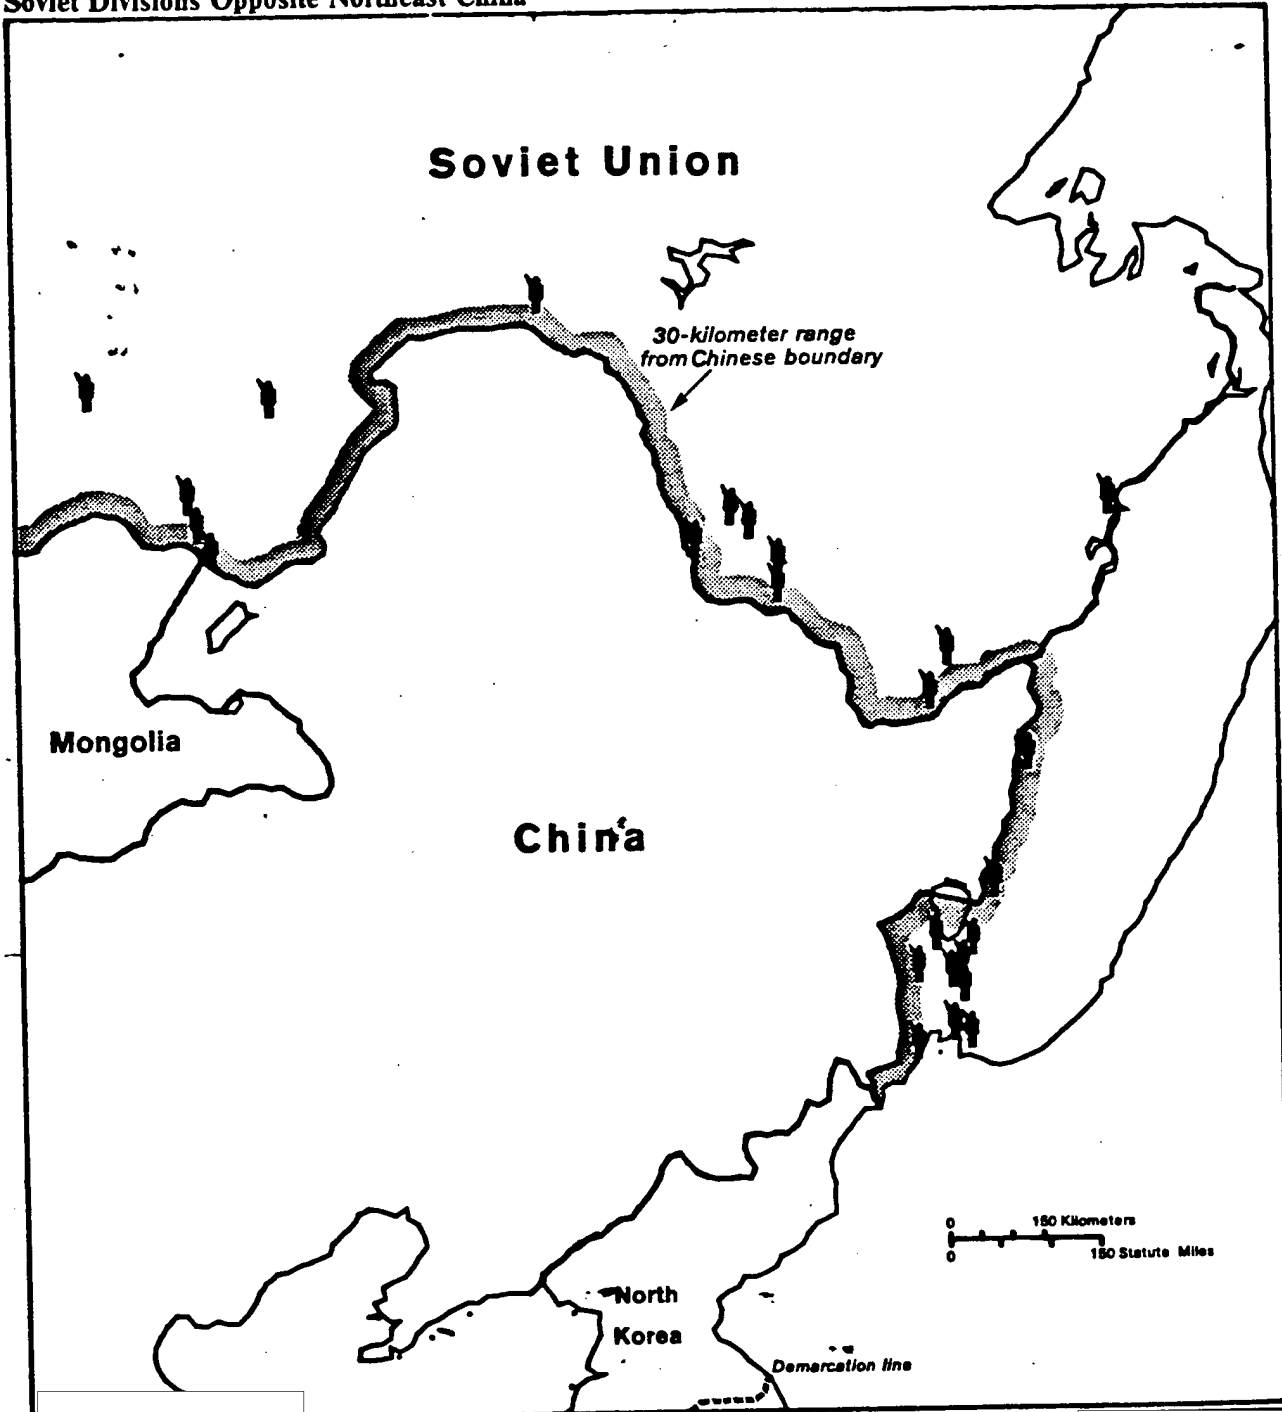 Soviet Divisions Opposite Northeast China
Soviet Union
30-kilometer range
from Chinese boundary
Mongolia
China
0 150 Kilometers
0 150 Statute Miles
North
Korea
Demarcation line